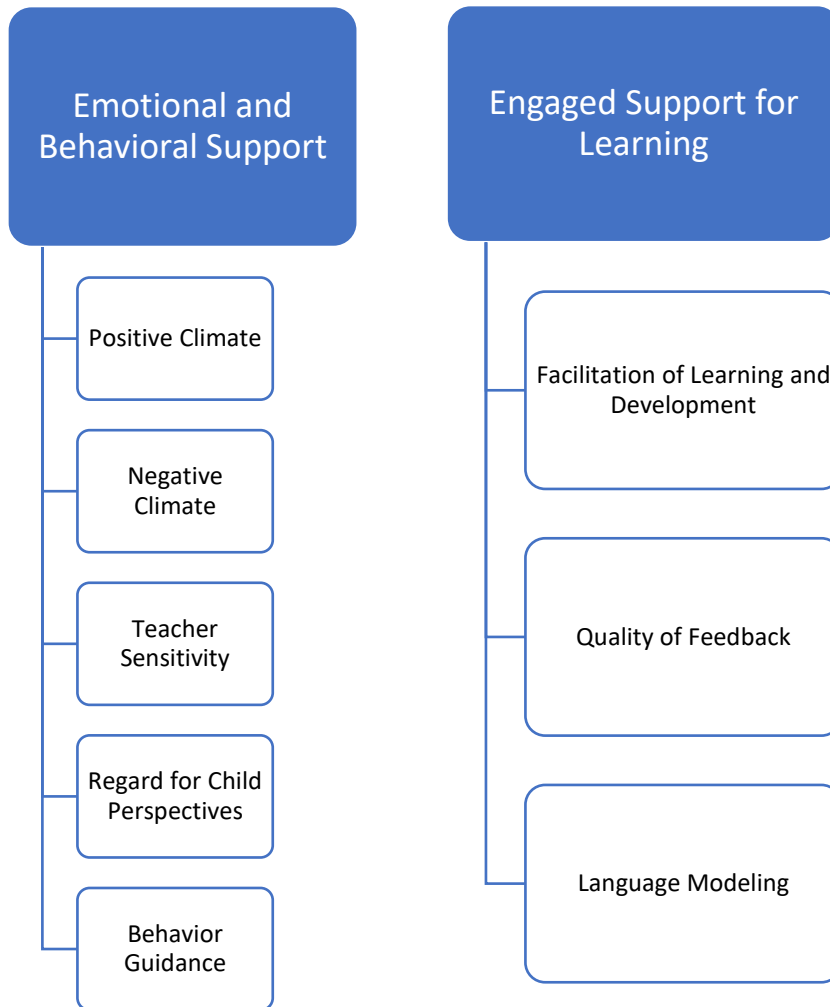 Emotional and
Behavioral Support
Positive Climate
Negative
Climate
Teacher
Sensitivity
Regard for Child
Perspectives
Behavior
Guidance
Engaged Support for
Learning
Facilitation of Learning and
Development
Quality of Feedback
Language Modeling